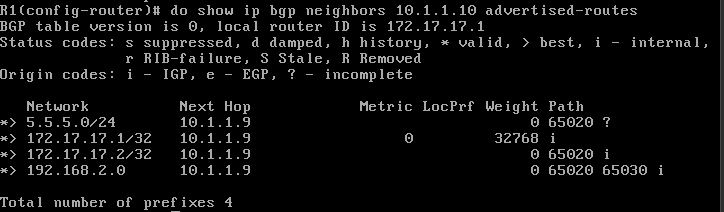 R1(config-router)# do show ip bgp neighbors 10.1.1.10 advertised-routes
BGP table version is 0, local router ID is 172.17.17.1
Status codes: s suppressed, d damped, h history, * valid, > best, i - internal,
              r RIB-failure, S Stale, R Removed
Origin codes: i - IGP, e - EGP, ? - incomplete

   Network          Next Hop            Metric LocPrf Weight Path
*> 5.5.5.0/24       10.1.1.9                               0 65020 ?
*> 172.17.17.1/32   10.1.1.9                 0         32768 i
*> 172.17.17.2/32   10.1.1.9                               0 65020 i
*> 192.168.2.0      10.1.1.9                               0 65020 65030 i

Total number of prefixes 4